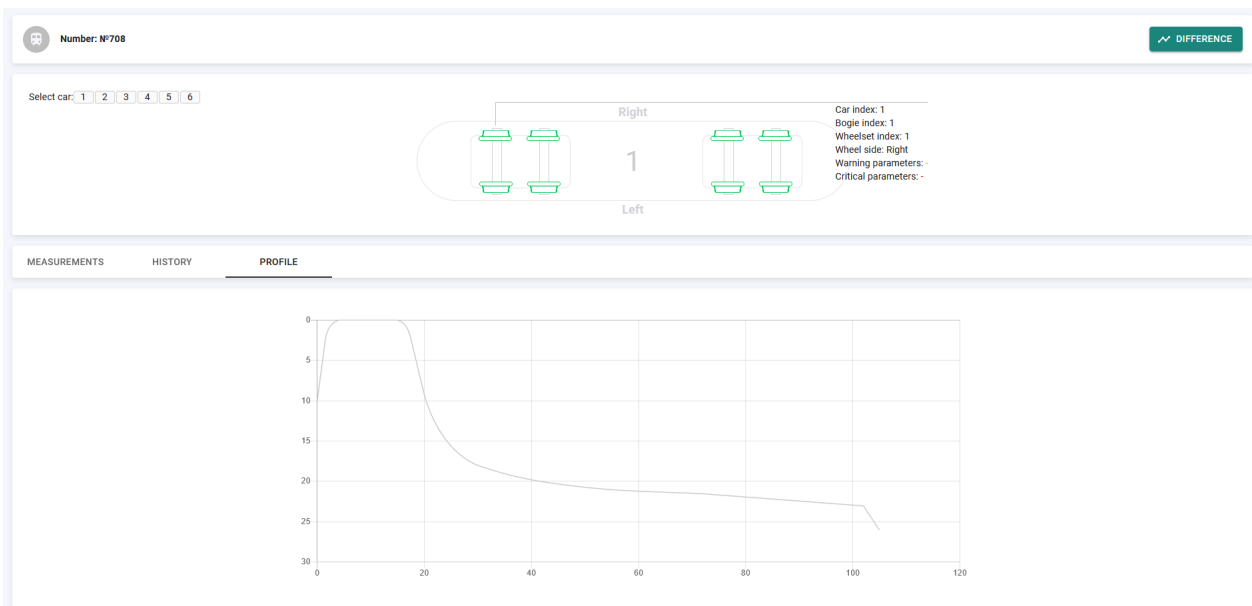 Number: №708
DIFFERENCE
Select car: 1 2 3 4 5 6
Right
1
Left
Car index: 1
Bogie index: 1
Wheelset index: 1
Wheel side: Right
Warning parameters: -
Critical parameters: -
MEASUREMENTS HISTORY PROFILE
0
5
10
15
20
25
30
0 20 40 60 80 100 120